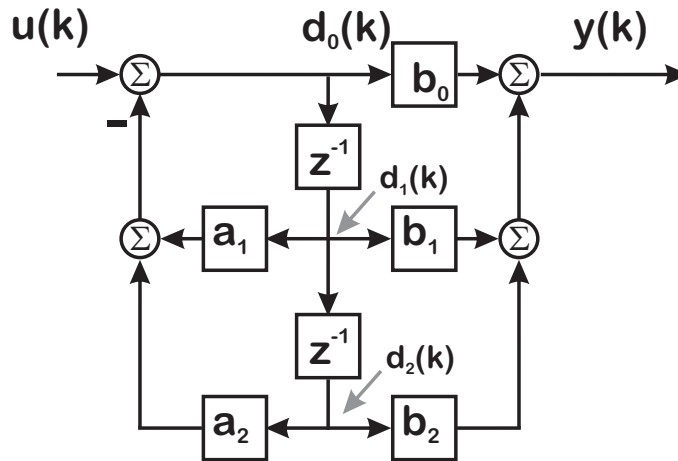 u(k) d₀(k) y(k)
Σ b₀ Σ
−
z⁻¹
d₁(k)
Σ a₁ b₁ Σ
z⁻¹
d₂(k)
a₂ b₂